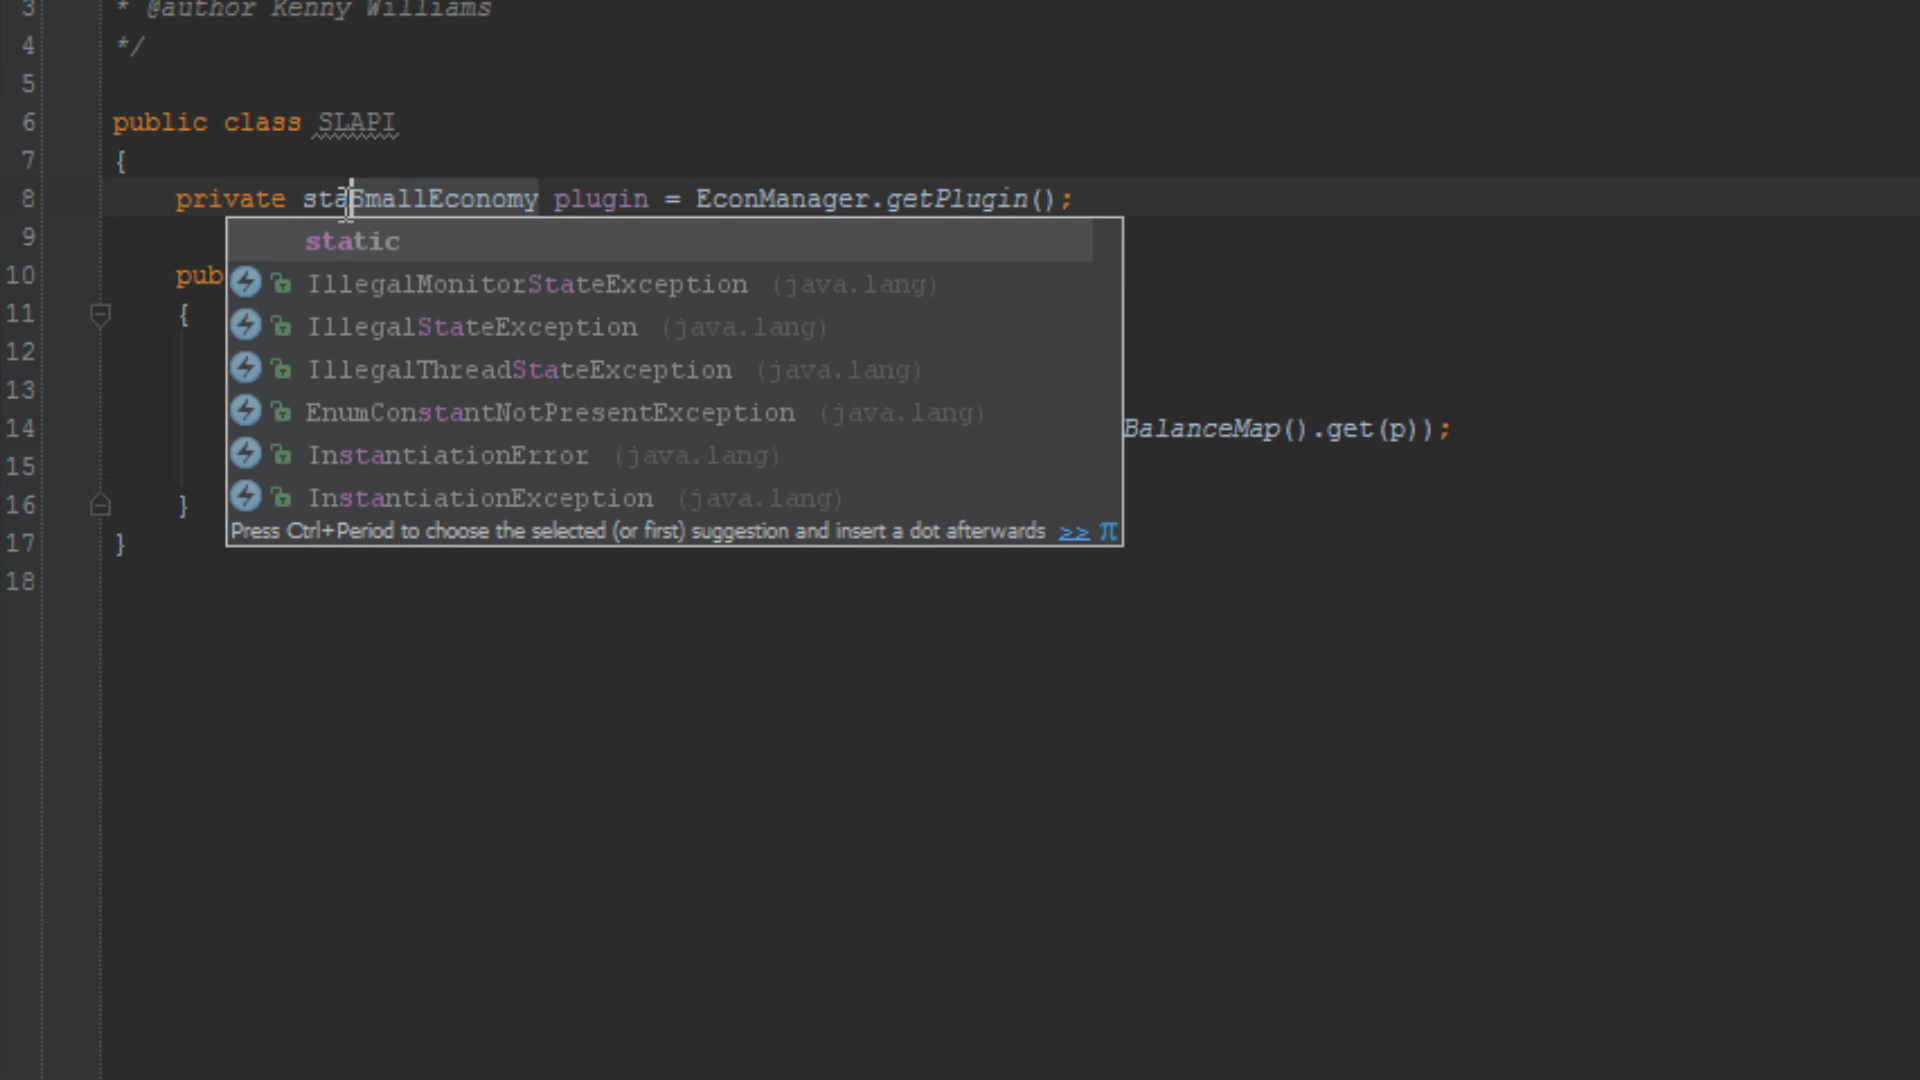 3 * @author Kenny Williams
4 */
5
6 public class SLAPI
7 {
8 private staSmallEconomy plugin = EconManager.getPlugin();
9 static
10 pub IllegalMonitorStateException (java.lang)
11 { IllegalStateException (java.lang)
12 IllegalThreadStateException (java.lang)
13 EnumConstantNotPresentException (java.lang)
14 BalanceMap().get(p));
15 InstantiationError (java.lang)
16 } InstantiationException (java.lang)
Press Ctrl+Period to choose the selected (or first) suggestion and insert a dot afterwards >> π
17 }
18